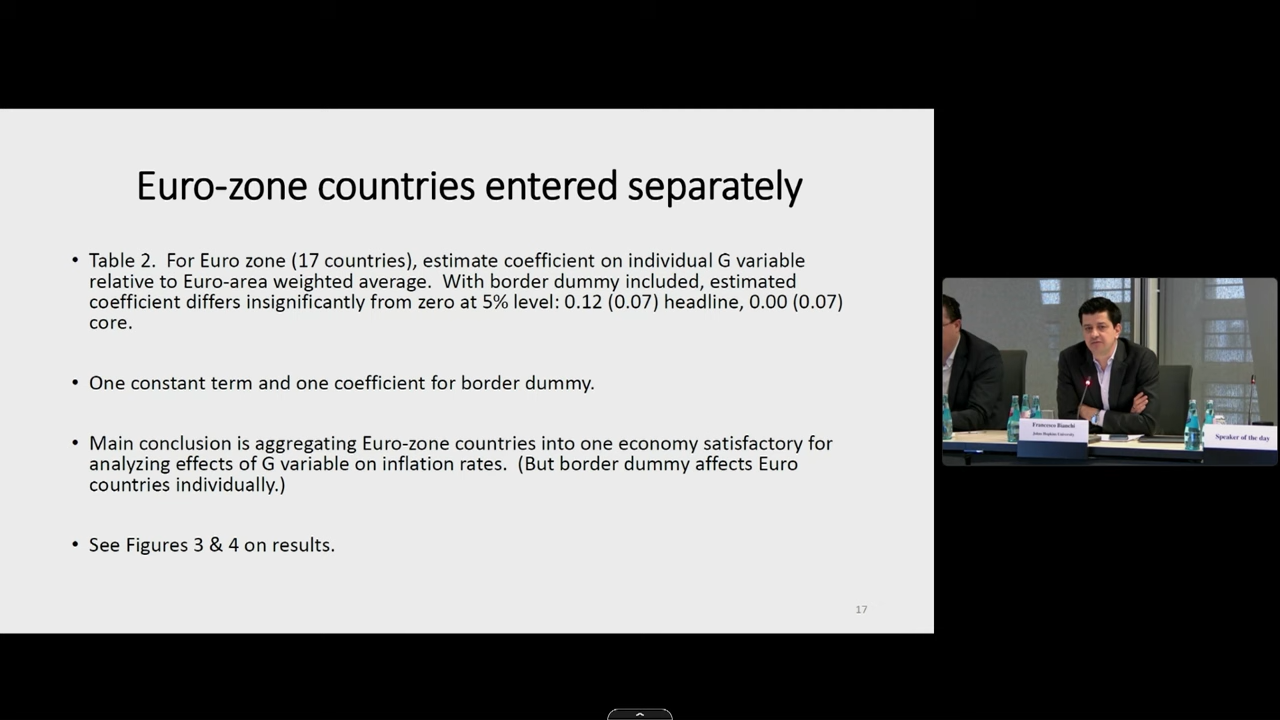 Euro-zone countries entered separately
• Table 2. For Euro zone (17 countries), estimate coefficient on individual G variable
relative to Euro-area weighted average. With border dummy included, estimated
coefficient differs insignificantly from zero at 5% level: 0.12 (0.07) headline, 0.00 (0.07)
core.
• One constant term and one coefficient for border dummy.
• Main conclusion is aggregating Euro-zone countries into one economy satisfactory for
analyzing effects of G variable on inflation rates. (But border dummy affects Euro
countries individually.)
• See Figures 3 & 4 on results.
17
Francesco Bianchi
Johns Hopkins University
Speaker of the day